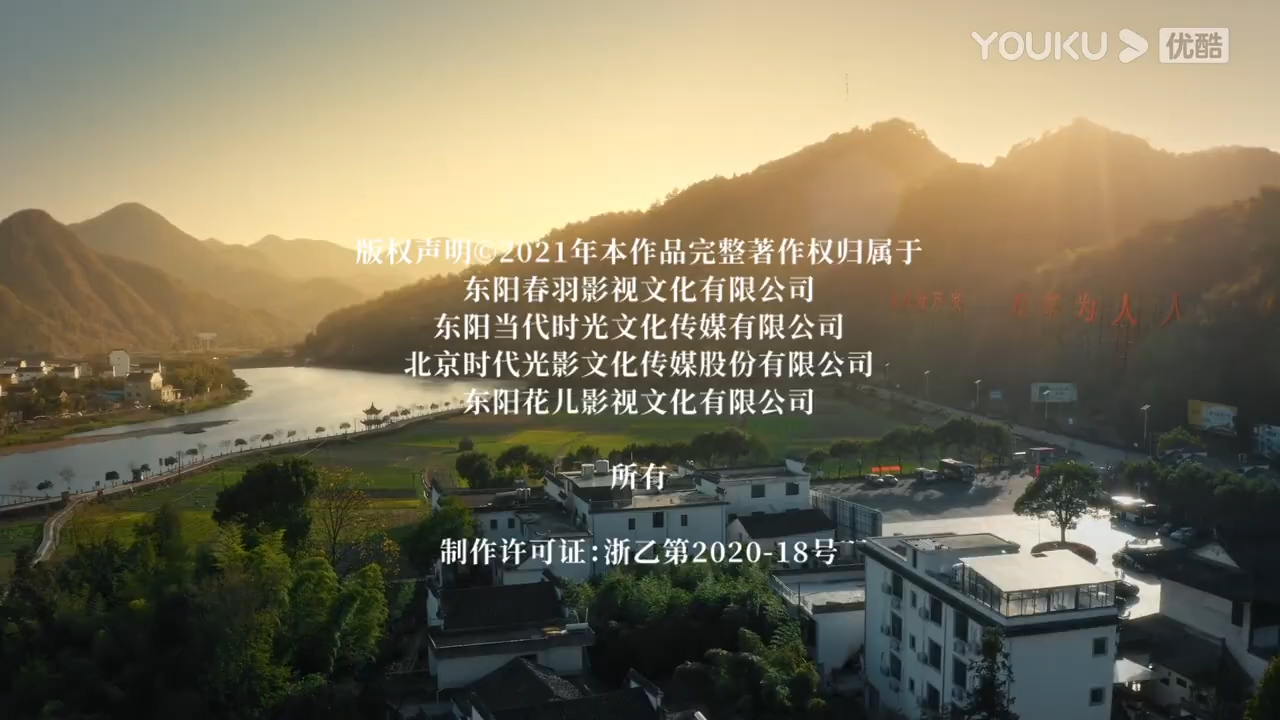 YOUKU 优酷
版权声明©2021年本作品完整著作权归属于
东阳春羽影视文化有限公司
东阳当代时光文化传媒有限公司
北京时代光影文化传媒股份有限公司
东阳花儿影视文化有限公司
所有
制作许可证:浙乙第2020-18号
为人人